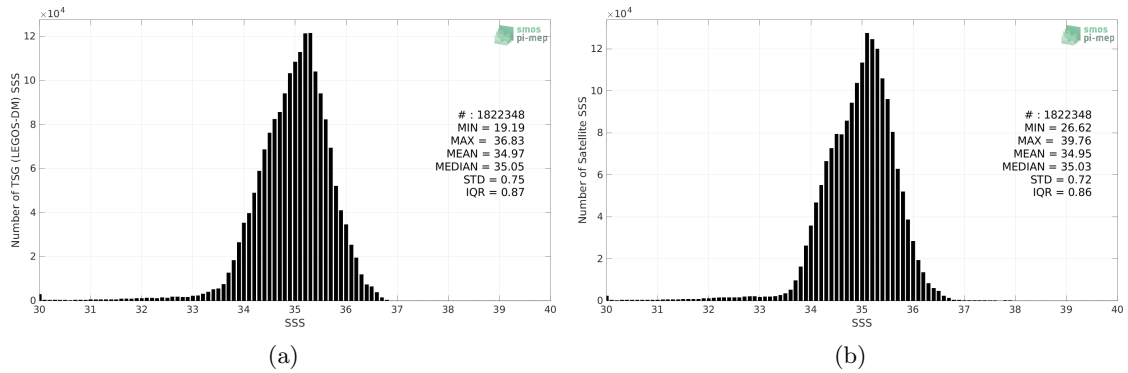 ×10⁴
smos
pi-mep
12
10
8
6
4
2
0
Number of TSG (LEGOS-DM) SSS
# : 1822348
MIN = 19.19
MAX = 36.83
MEAN = 34.97
MEDIAN = 35.05
STD = 0.75
IQR = 0.87
30 31 32 33 34 35 36 37 38 39 40
SSS
(a)
×10⁴
smos
pi-mep
12
10
8
6
4
2
0
Number of Satellite SSS
# : 1822348
MIN = 26.62
MAX = 39.76
MEAN = 34.95
MEDIAN = 35.03
STD = 0.72
IQR = 0.86
30 31 32 33 34 35 36 37 38 39 40
SSS
(b)